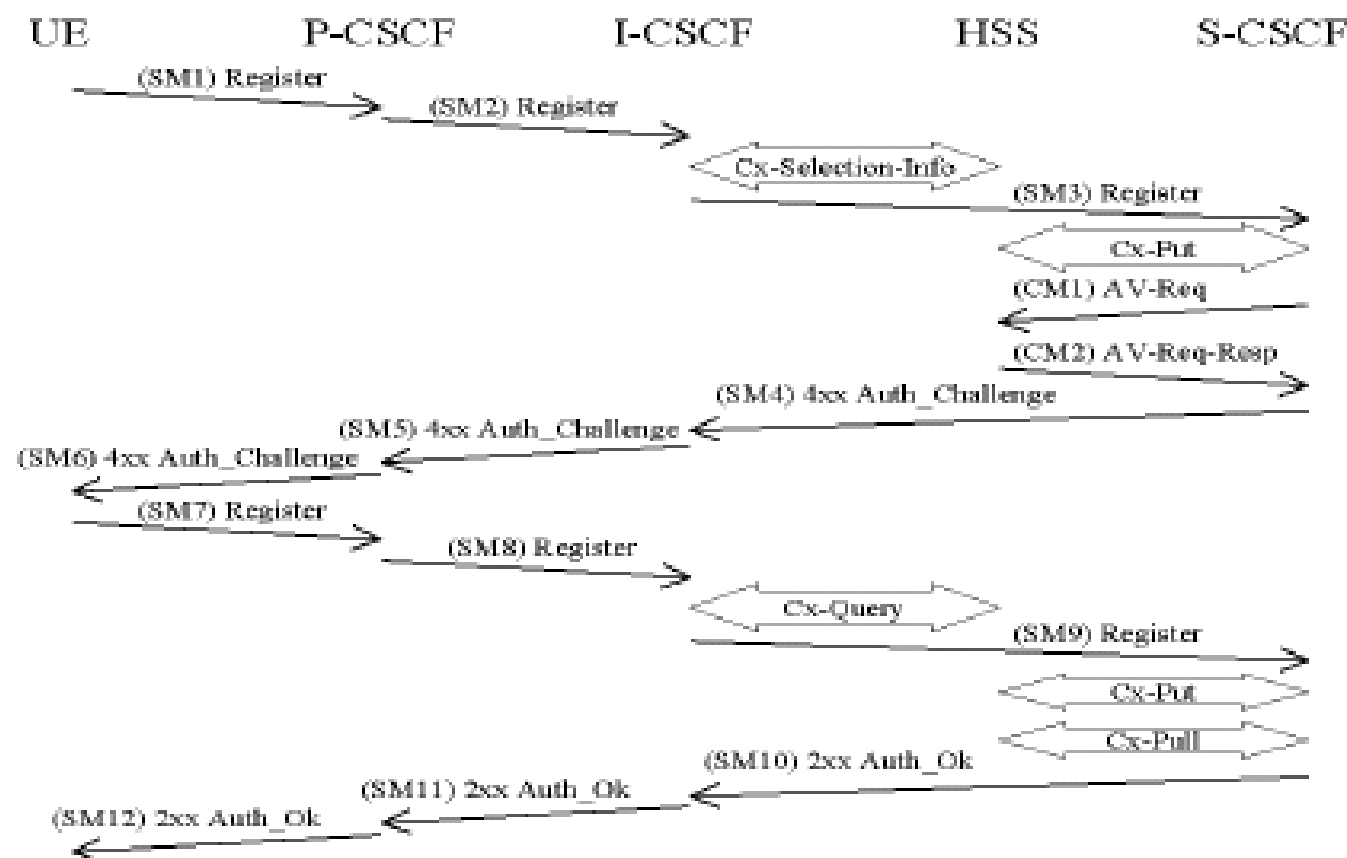 UE P-CSCF I-CSCF HSS S-CSCF
(SM1) Register
(SM2) Register
Cx-Selection-Info
(SM3) Register
Cx-Put
(CM1) AV-Req
(CM2) AV-Req-Resp
(SM4) 4xx Auth_Challenge
(SM5) 4xx Auth_Challenge
(SM6) 4xx Auth_Challenge
(SM7) Register
(SM8) Register
Cx-Query
(SM9) Register
Cx-Put
Cx-Pull
(SM10) 2xx Auth_Ok
(SM11) 2xx Auth_Ok
(SM12) 2xx Auth_Ok